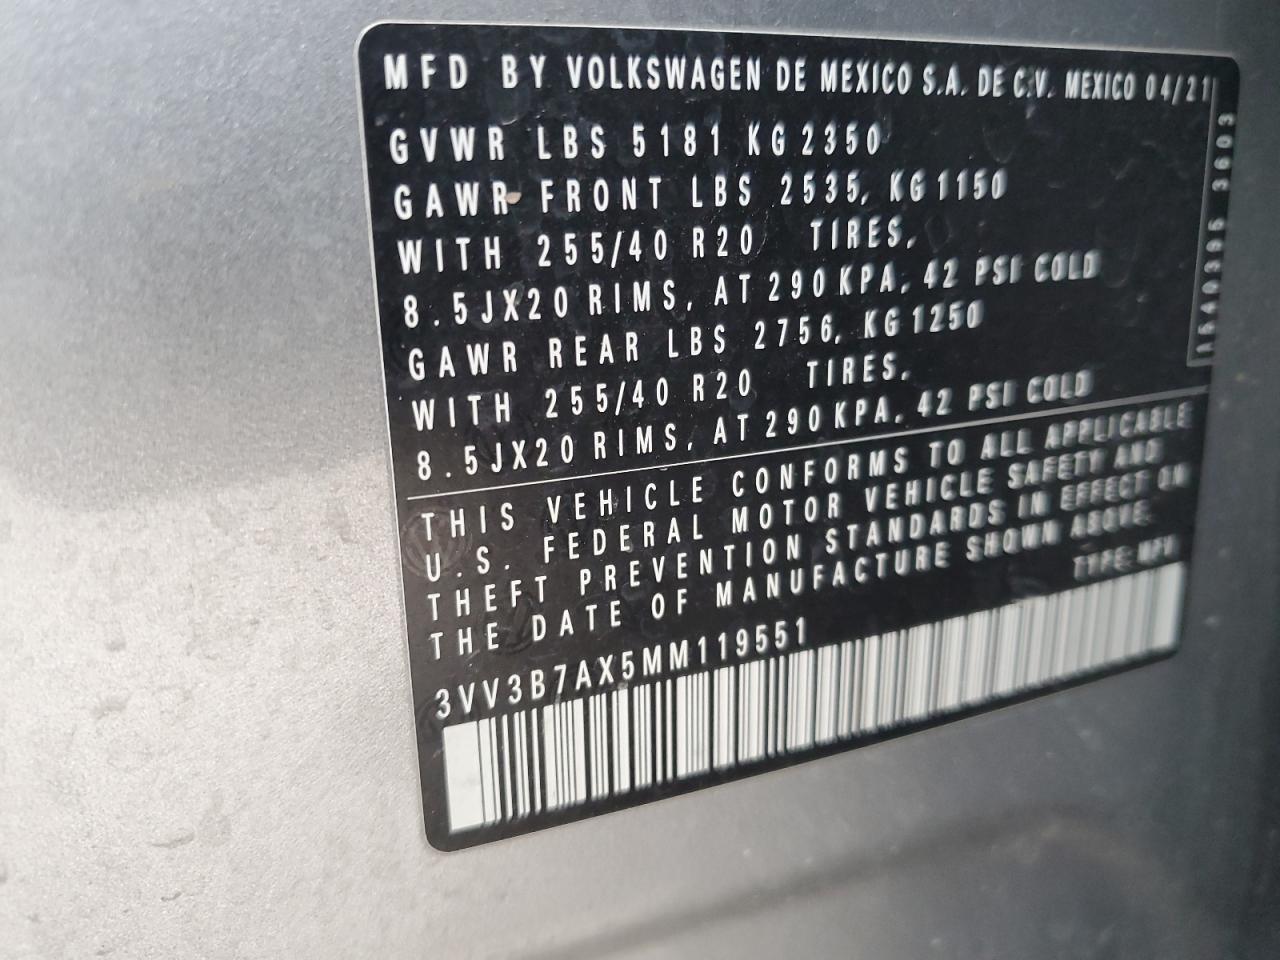 MFD BY VOLKSWAGEN DE MEXICO S.A. DE C.V. MEXICO 04/21
GVWR LBS 5181 KG 2350
GAWR FRONT LBS 2535, KG 1150
WITH 255/40 R20 TIRES,
8.5JX20 RIMS, AT 290 KPA, 42 PSI COLD
GAWR REAR LBS 2756, KG 1250
WITH 255/40 R20 TIRES,
8.5JX20 RIMS, AT 290 KPA, 42 PSI COLD
THIS VEHICLE CONFORMS TO ALL APPLICABLE
U.S. FEDERAL MOTOR VEHICLE SAFETY AND
THEFT PREVENTION STANDARDS IN EFFECT ON
THE DATE OF MANUFACTURE SHOWN ABOVE.
TYPE: MPV
3VV3B7AX5MM119551
3603